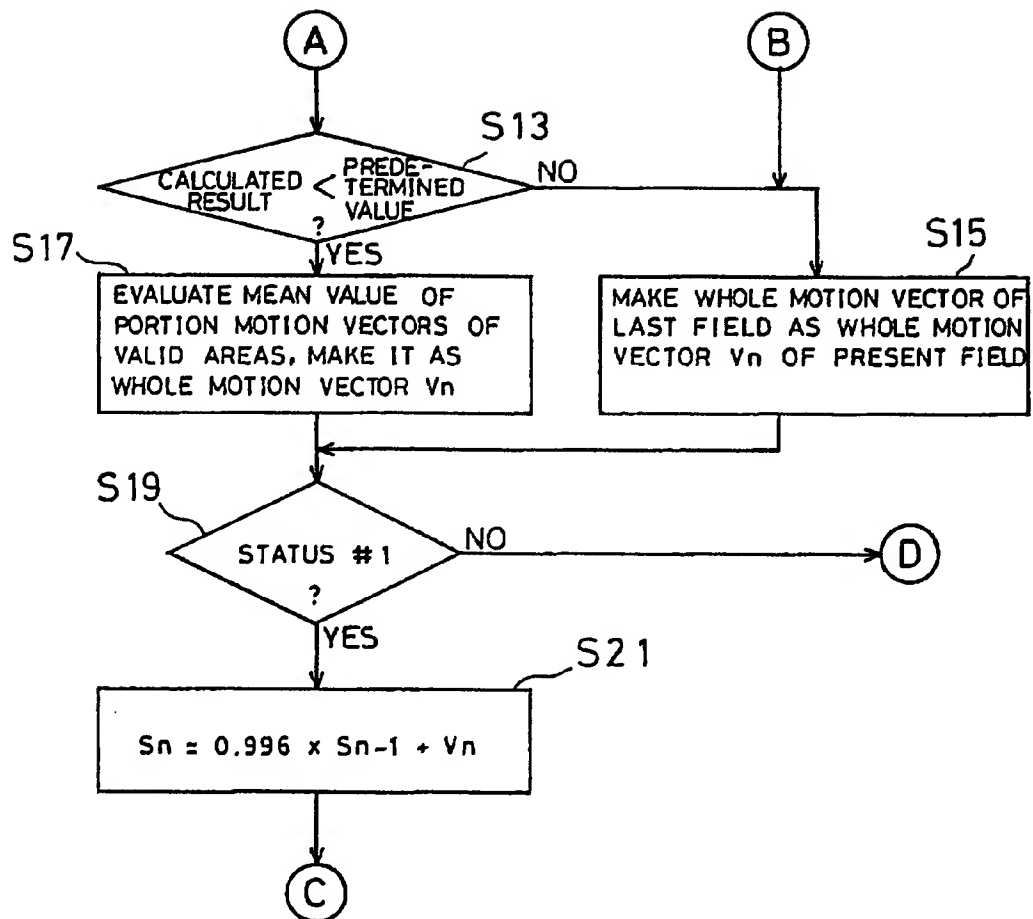 A
B
S13
CALCULATED RESULT < PREDE-
TERMINED
VALUE
?
NO
YES
S17
S15
EVALUATE MEAN VALUE OF
PORTION MOTION VECTORS OF
VALID AREAS, MAKE IT AS
WHOLE MOTION VECTOR Vn
MAKE WHOLE MOTION VECTOR OF
LAST FIELD AS WHOLE MOTION
VECTOR Vn OF PRESENT FIELD
S19
STATUS #1
?
NO
D
YES
S21
Sn = 0.996 x Sn-1 + Vn
C